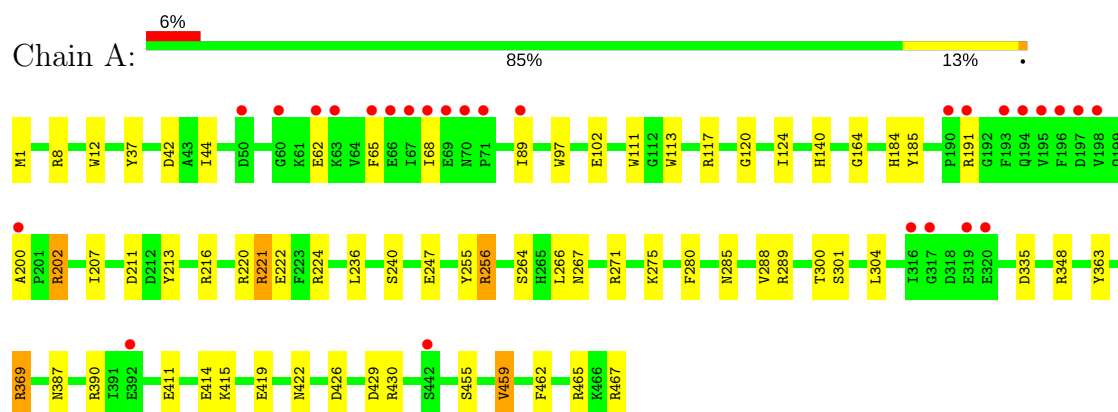 6%
Chain A:
85% 13% •
M1 R8 W12 Y37 D42 A43 I44 D50 G60 K61 E62 K63 V64 F65 E66 I67 I68 E69 N70 P71 I89 W97 E102 W111 G112 W113 R117 G120 I124 H140 G164 H184 Y185 P190 R191 G192 F193 Q194 V195 F196 D197 V198
A200 P201 R202 I207 D211 D212 Y213 R216 R220 R221 E222 F223 R224 L236 S240 E247 Y255 R256 S264 H265 L266 N267 R271 K275 F280 N285 V288 R289 T300 S301 L304 I316 G317 D318 E319 E320 D335 R348 Y363
R369 N387 R390 I391 E392 E411 E414 K415 E419 N422 D426 D429 R430 S442 S455 V459 F462 R465 K466 R467